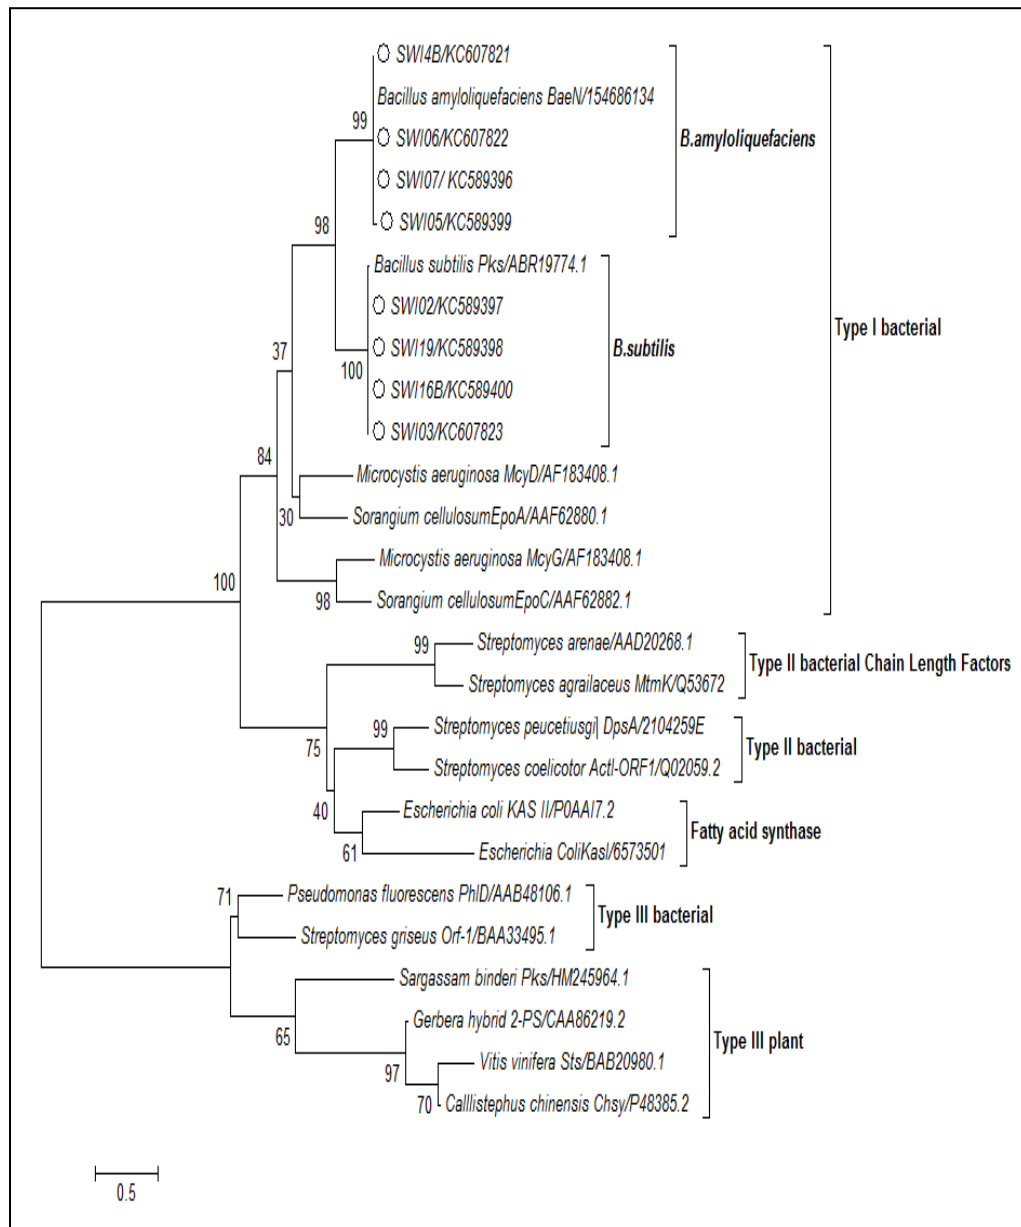 SWI4B/KC607821
Bacillus amyloliquefaciens BaeN/154686134
99
SWI06/KC607822
B.amyloliquefaciens
SWI07/ KC589396
98
SWI05/KC589399
Bacillus subtilis Pks/ABR19774.1
SWI02/KC589397
Type I bacterial
37
SWI19/KC589398
B.subtilis
100
SWI16B/KC589400
SWI03/KC607823
84
Microcystis aeruginosa McyD/AF183408.1
30
Sorangium cellulosumEpoA/AAF62880.1
Microcystis aeruginosa McyG/AF183408.1
100
98
Sorangium cellulosumEpoC/AAF62882.1
99
Streptomyces arenae/AAD20268.1
Type II bacterial Chain Length Factors
Streptomyces agrailaceus MtmK/Q53672
99
Streptomyces peucetiusgi| DpsA/2104259E
75
Type II bacterial
Streptomyces coelicotor ActI-ORF1/Q02059.2
40
Escherichia coli KAS II/P0AAI7.2
Fatty acid synthase
61
Escherichia ColiKasI/6573501
71
Pseudomonas fluorescens PhlD/AAB48106.1
Type III bacterial
Streptomyces griseus Orf-1/BAA33495.1
Sargassam binderi Pks/HM245964.1
65
Gerbera hybrid 2-PS/CAA86219.2
Type III plant
97
Vitis vinifera Sts/BAB20980.1
70
Calllistephus chinensis Chsy/P48385.2
0.5